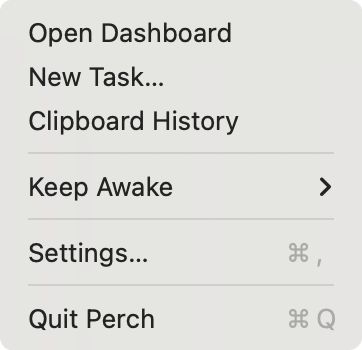 Open Dashboard
New Task...
Clipboard History
Keep Awake
Settings... ⌘ ,
Quit Perch ⌘ Q